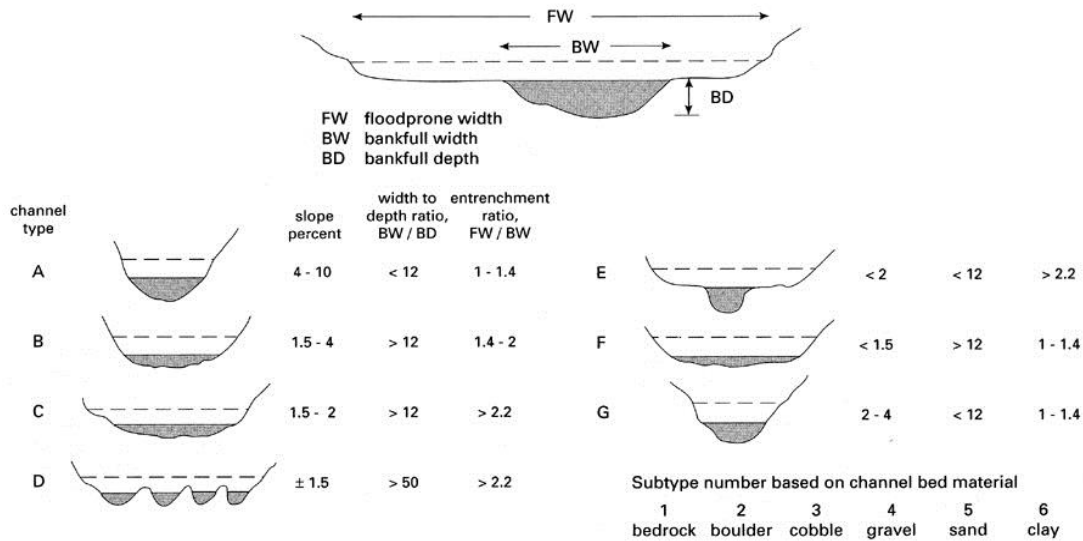 FW
BW
BD
FW floodprone width
BW bankfull width
BD bankfull depth
channel type
slope percent
width to depth ratio, BW / BD
entrenchment ratio, FW / BW
A 4 - 10 < 12 1 - 1.4
B 1.5 - 4 > 12 1.4 - 2
C 1.5 - 2 > 12 > 2.2
D ± 1.5 > 50 > 2.2
E < 2 < 12 > 2.2
F < 1.5 > 12 1 - 1.4
G 2 - 4 < 12 1 - 1.4
Subtype number based on channel bed material
1 2 3 4 5 6
bedrock boulder cobble gravel sand clay